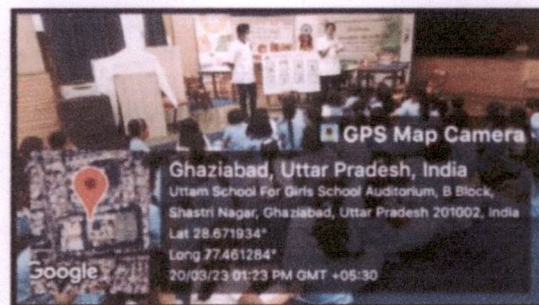 GPS Map Camera
Ghaziabad, Uttar Pradesh, India
Uttam School For Girls School Auditorium, B Block,
Shastri Nagar, Ghaziabad, Uttar Pradesh 201002, India
Lat 28.671934°
Long 77.461284°
20/03/23 01:23 PM GMT +05:30
Google